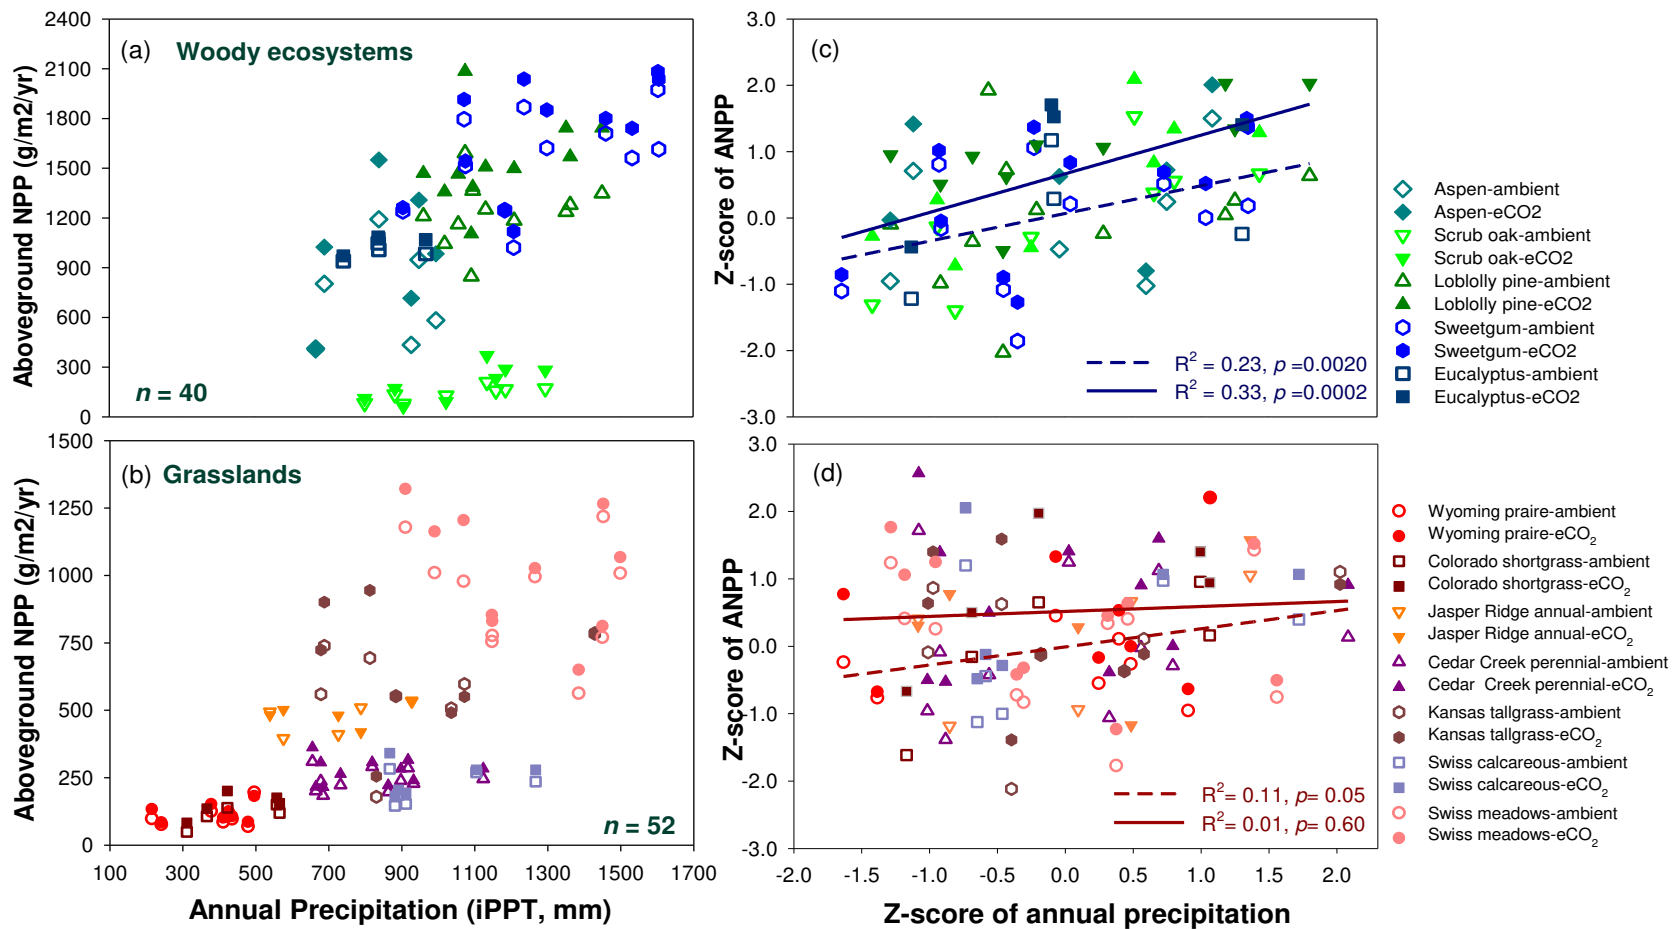 2400
2100
1800
1500
1200
900
600
300
0
Aboveground NPP (g/m2/yr)
(a) Woody ecosystems
n = 40
3.0
2.0
1.0
0.0
-1.0
-2.0
-3.0
Z-score of ANPP
(c)
R2 = 0.23, p =0.0020
R2 = 0.33, p =0.0002
Aspen-ambient
Aspen-eCO2
Scrub oak-ambient
Scrub oak-eCO2
Loblolly pine-ambient
Loblolly pine-eCO2
Sweetgum-ambient
Sweetgum-eCO2
Eucalyptus-ambient
Eucalyptus-eCO2
1500
1250
1000
750
500
250
0
Aboveground NPP (g/m2/yr)
(b) Grasslands
n = 52
100 300 500 700 900 1100 1300 1500 1700
Annual Precipitation (iPPT, mm)
3.0
2.0
1.0
0.0
-1.0
-2.0
-3.0
Z-score of ANPP
(d)
R2= 0.11, p= 0.05
R2= 0.01, p= 0.60
-2.0 -1.5 -1.0 -0.5 0.0 0.5 1.0 1.5 2.0
Z-score of annual precipitation
Wyoming praire-ambient
Wyoming praire-eCO2
Colorado shortgrass-ambient
Colorado shortgrass-eCO2
Jasper Ridge annual-ambient
Jasper Ridge annual-eCO2
Cedar Creek perennial-ambient
Cedar Creek perennial-eCO2
Kansas tallgrass-ambient
Kansas tallgrass-eCO2
Swiss calcareous-ambient
Swiss calcareous-eCO2
Swiss meadows-ambient
Swiss meadows-eCO2